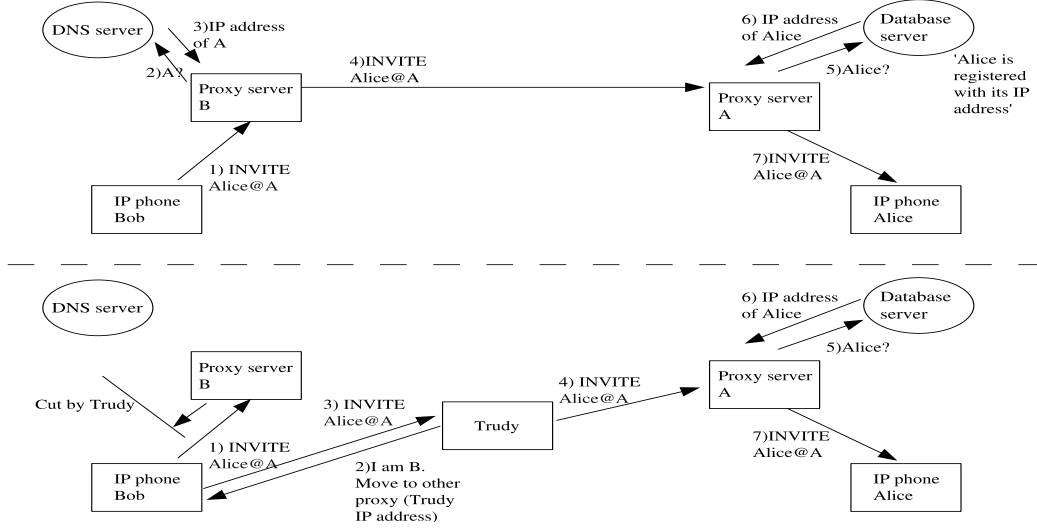 DNS server
3)IP address
of A
2)A?
Proxy server
B
1) INVITE
Alice@A
IP phone
Bob
4)INVITE
Alice@A
6) IP address
of Alice
Database
server
5)Alice?
'Alice is
registered
with its IP
address'
Proxy server
A
7)INVITE
Alice@A
IP phone
Alice
DNS server
Proxy server
B
Cut by Trudy
1) INVITE
Alice@A
IP phone
Bob
3) INVITE
Alice@A
2)I am B.
Move to other
proxy (Trudy
IP address)
Trudy
4) INVITE
Alice@A
6) IP address
of Alice
Database
server
5)Alice?
Proxy server
A
7)INVITE
Alice@A
IP phone
Alice